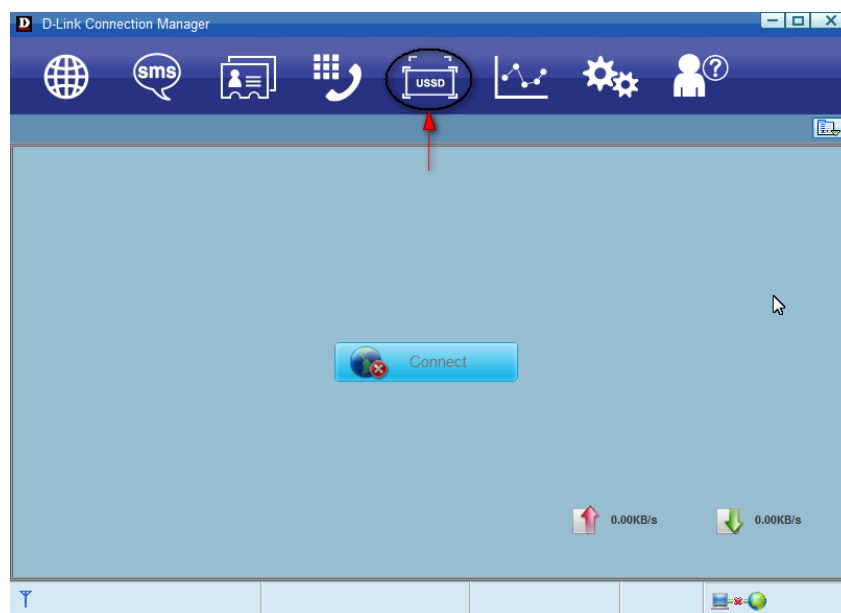 D D-Link Connection Manager
sms
USSD
?
Connect
0.00KB/s
0.00KB/s